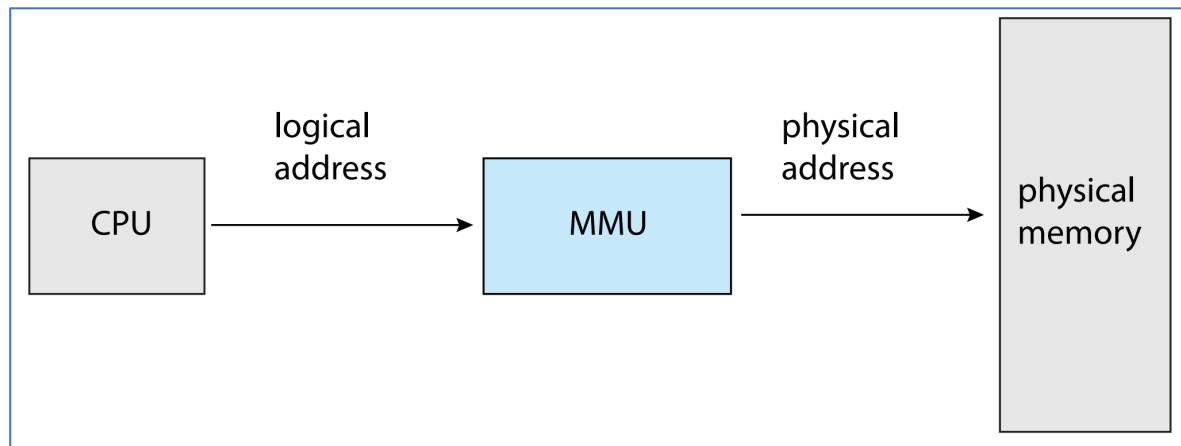 logical
address
physical
address
CPU
MMU
physical
memory